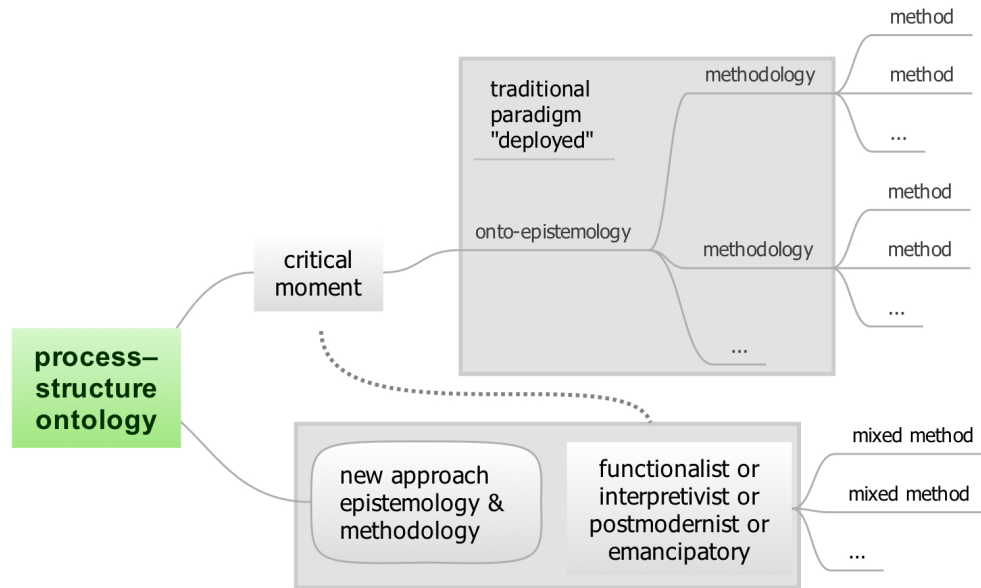 process–
structure
ontology
critical
moment
traditional
paradigm
"deployed"
onto-epistemology
methodology
method
method
...
methodology
method
method
...
...
new approach
epistemology &
methodology
functionalist or
interpretivist or
postmodernist or
emancipatory
mixed method
mixed method
...